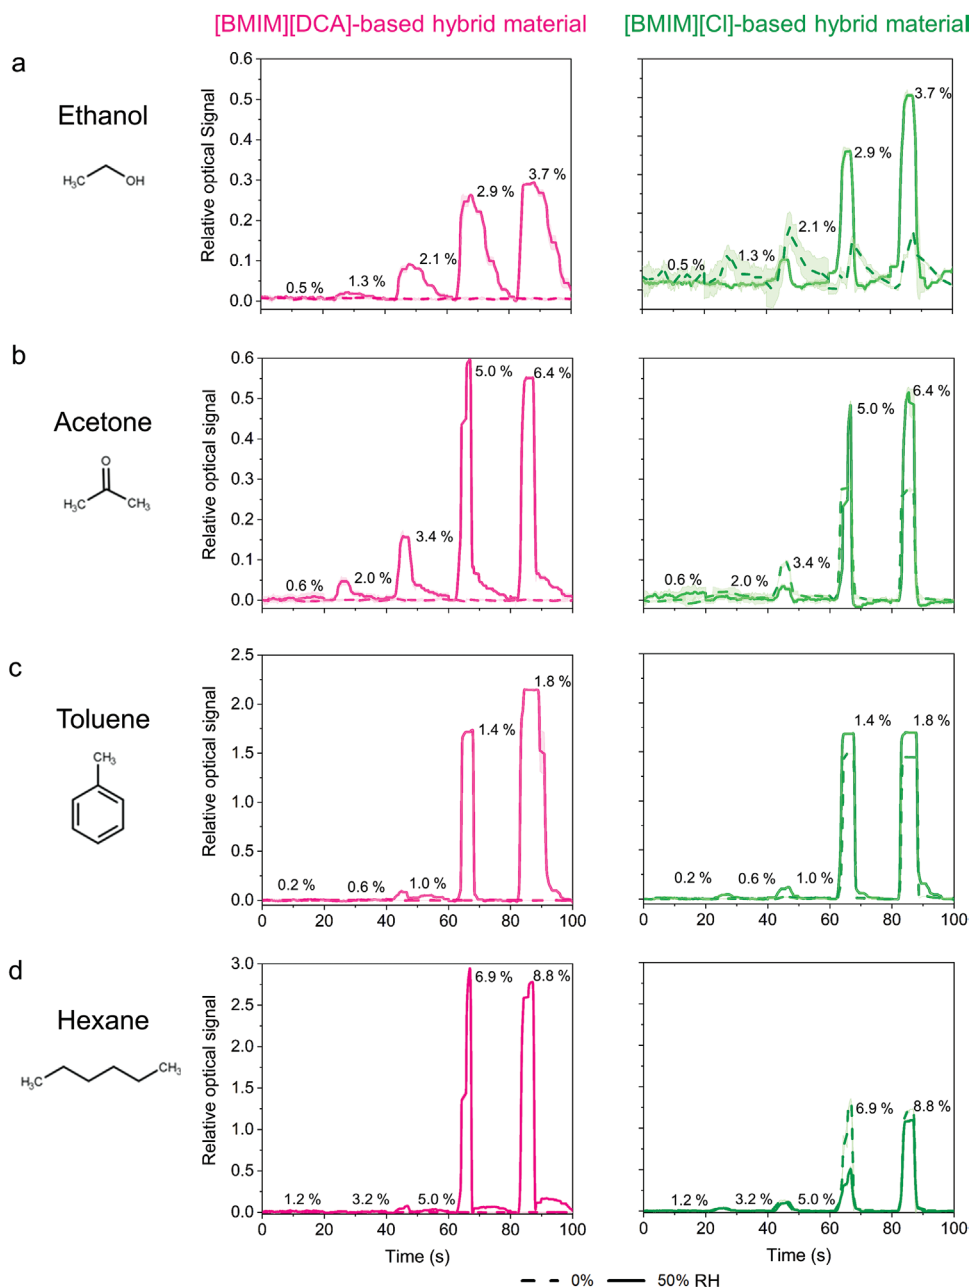 [BMIM][DCA]-based hybrid material
[BMIM][Cl]-based hybrid material
a
Ethanol
H₃C
OH
Relative optical Signal
0.6
0.5
0.4
0.3
0.2
0.1
0.0
0.5 %
1.3 %
2.1 %
2.9 %
3.7 %
0.5 %
1.3 %
2.1 %
2.9 %
3.7 %
b
Acetone
O
H₃C
CH₃
Relative optical signal
0.6
0.5
0.4
0.3
0.2
0.1
0.0
0.6 %
2.0 %
3.4 %
5.0 %
6.4 %
0.6 %
2.0 %
3.4 %
5.0 %
6.4 %
c
Toluene
CH₃
Relative optical signal
2.5
2.0
1.5
1.0
0.5
0.0
0.2 %
0.6 %
1.0 %
1.4 %
1.8 %
0 20 40 60 80 100
0.2 %
0.6 %
1.0 %
1.4 %
1.8 %
0 20 40 60 80 100
d
Hexane
H₃C
CH₃
Relative optical signal
3.0
2.5
2.0
1.5
1.0
0.5
0.0
1.2 %
3.2 %
5.0 %
6.9 %
8.8 %
0 20 40 60 80 100
Time (s)
1.2 %
3.2 %
5.0 %
6.9 %
8.8 %
0 20 40 60 80 100
Time (s)
0% 50% RH